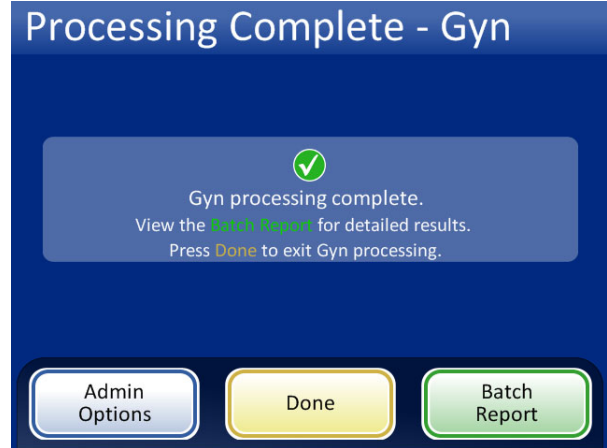 Processing Complete - Gyn
Gyn processing complete.
View the Batch Report for detailed results.
Press Done to exit Gyn processing.
Admin
Options
Done
Batch
Report